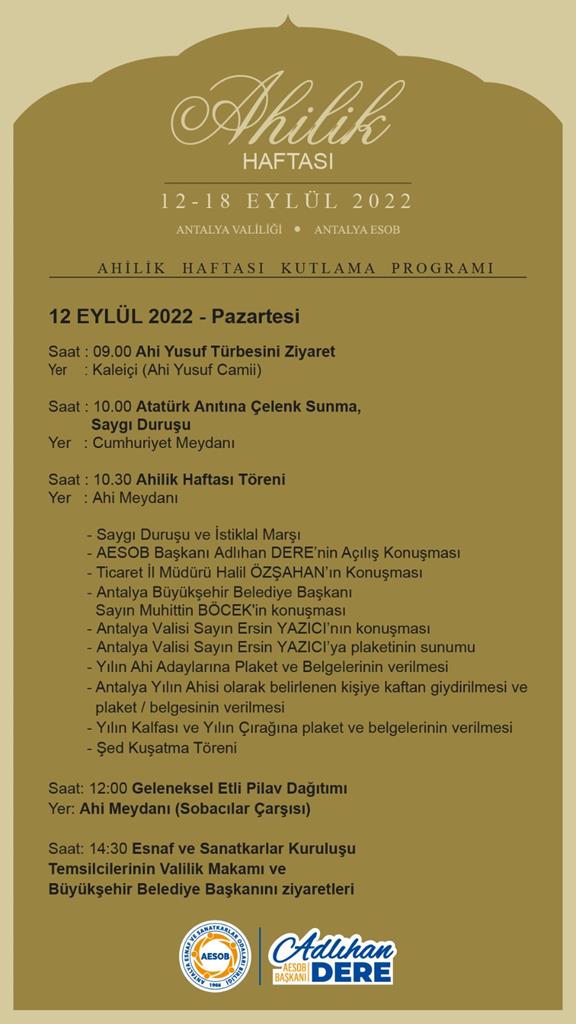 Ahilik
HAFTASI
12-18 EYLÜL 2022
ANTALYA VALİLİĞİ • ANTALYA ESOB
AHİLİK HAFTASI KUTLAMA PROGRAMI
12 EYLÜL 2022 - Pazartesi
Saat : 09.00 Ahi Yusuf Türbesini Ziyaret
Yer : Kaleiçi (Ahi Yusuf Camii)
Saat : 10.00 Atatürk Anıtına Çelenk Sunma,
Saygı Duruşu
Yer : Cumhuriyet Meydanı
Saat : 10.30 Ahilik Haftası Töreni
Yer : Ahi Meydanı
- Saygı Duruşu ve İstiklal Marşı
- AESOB Başkanı Adlıhan DERE'nin Açılış Konuşması
- Ticaret İl Müdürü Halil ÖZŞAHAN'ın Konuşması
- Antalya Büyükşehir Belediye Başkanı
Sayın Muhittin BÖCEK'in konuşması
- Antalya Valisi Sayın Ersin YAZICI'nın konuşması
- Antalya Valisi Sayın Ersin YAZICI'ya plaketinin sunumu
- Yılın Ahi Adaylarına Plaket ve Belgelerinin verilmesi
- Antalya Yılın Ahisi olarak belirlenen kişiye kaftan giydirilmesi ve
plaket / belgesinin verilmesi
- Yılın Kalfası ve Yılın Çırağına plaket ve belgelerinin verilmesi
- Şed Kuşatma Töreni
Saat: 12:00 Geleneksel Etli Pilav Dağıtımı
Yer: Ahi Meydanı (Sobacılar Çarşısı)
Saat: 14:30 Esnaf ve Sanatkarlar Kuruluşu
Temsilcilerinin Valilik Makamı ve
Büyükşehir Belediye Başkanını ziyaretleri
ANTALYA ESNAF VE SANATKARLAR ODALARI BİRLİĞİ
AESOB
Adlıhan
AESOB
BAŞKANI DERE